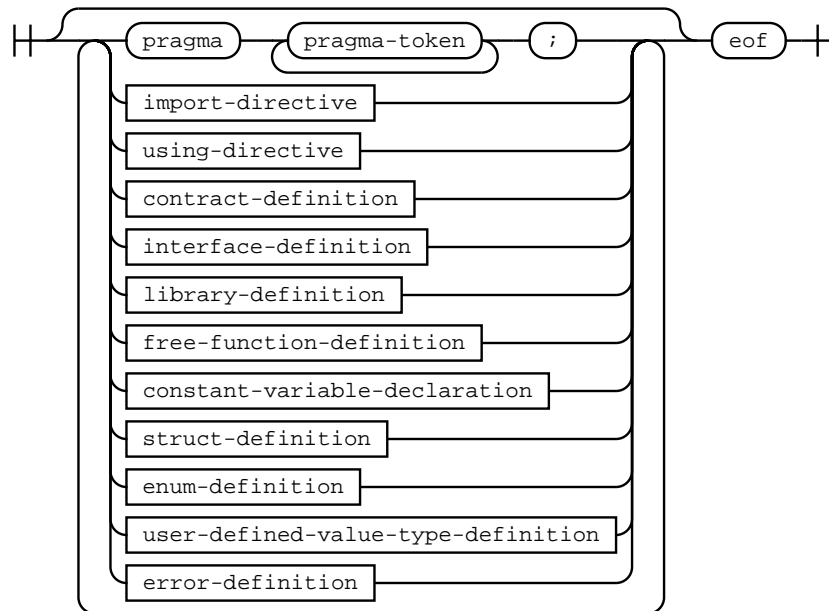 pragma pragma-token ; eof
import-directive
using-directive
contract-definition
interface-definition
library-definition
free-function-definition
constant-variable-declaration
struct-definition
enum-definition
user-defined-value-type-definition
error-definition